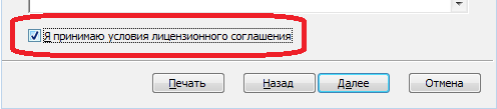 Я принимаю условия лицензионного соглашения
Печать Назад Далее Отмена